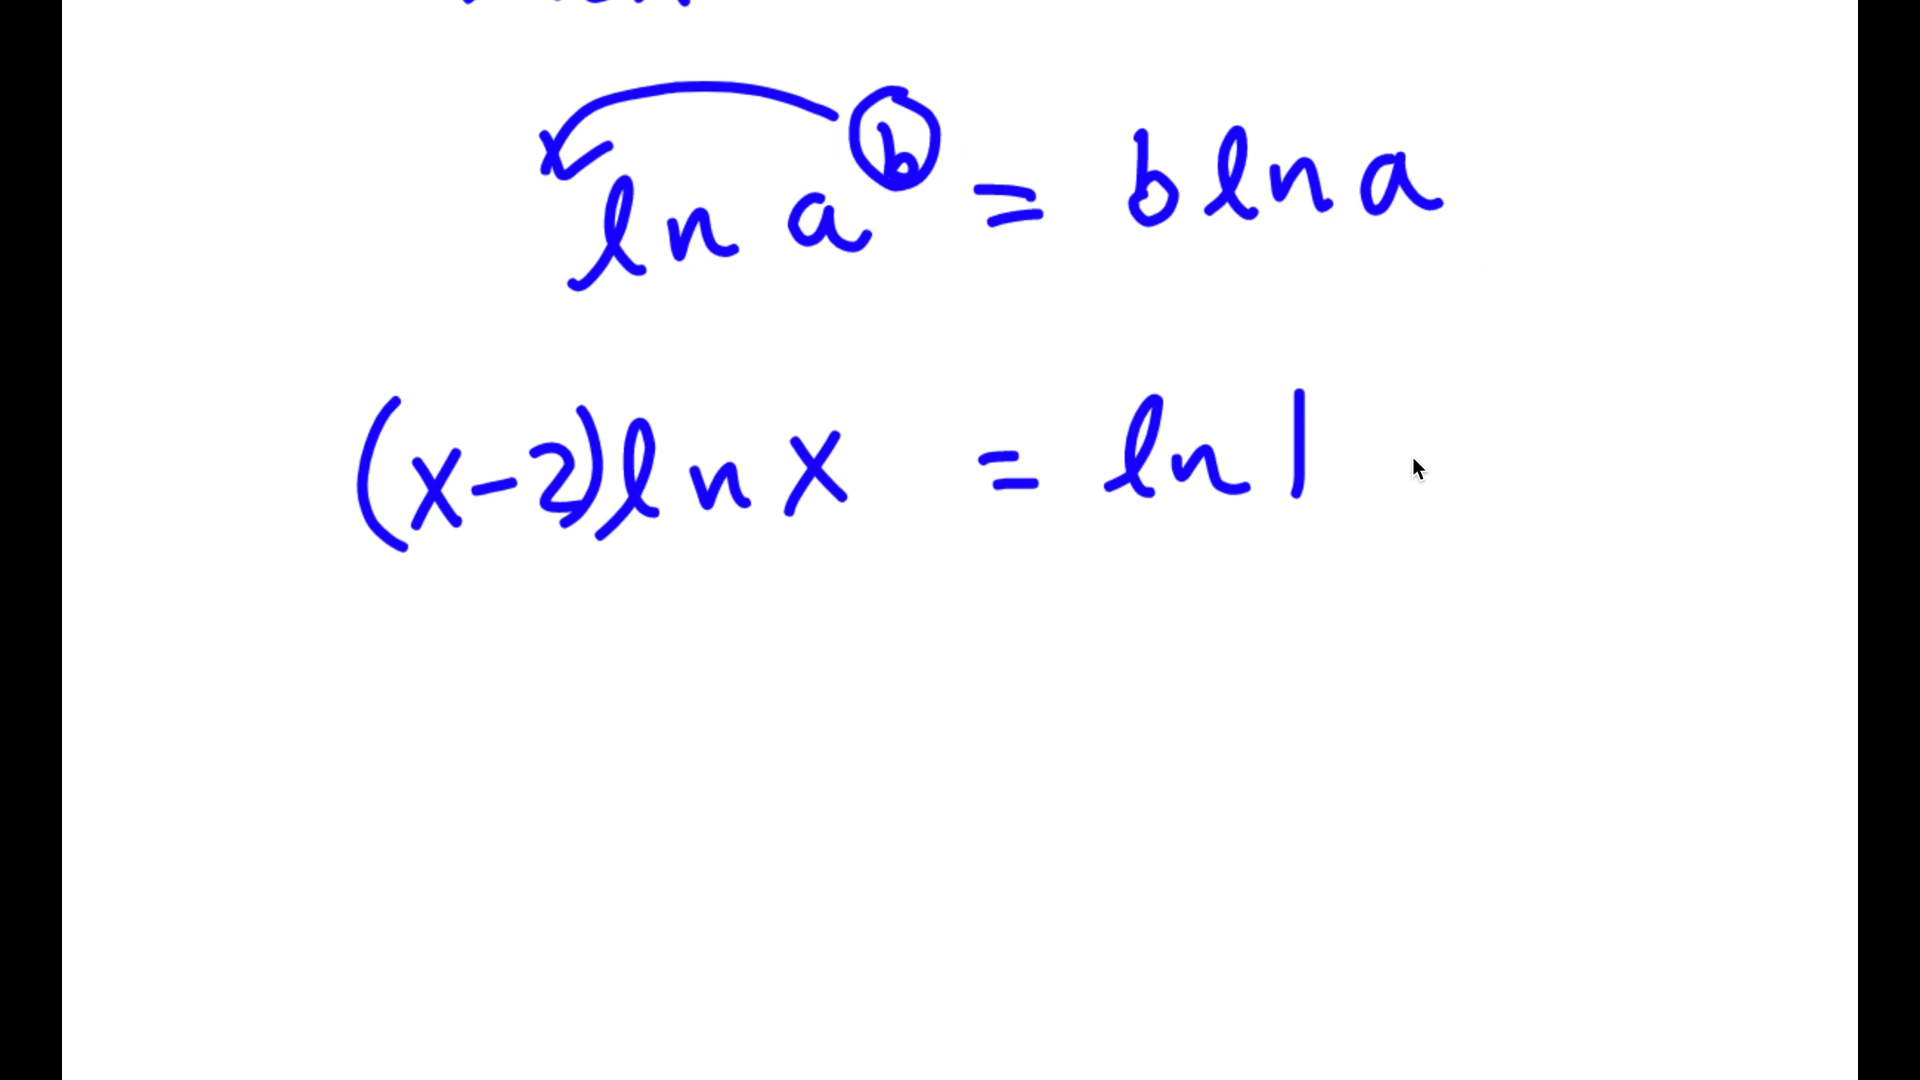 ln a^b = b ln a
(x-2) ln x = ln 1